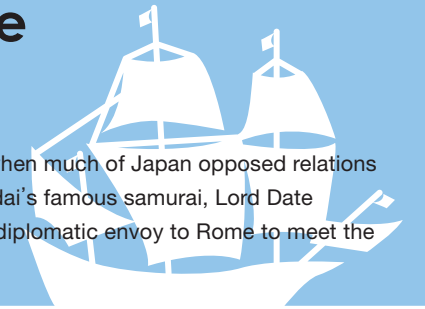 e
hen much of Japan opposed relations
dai's famous samurai, Lord Date
diplomatic envoy to Rome to meet the